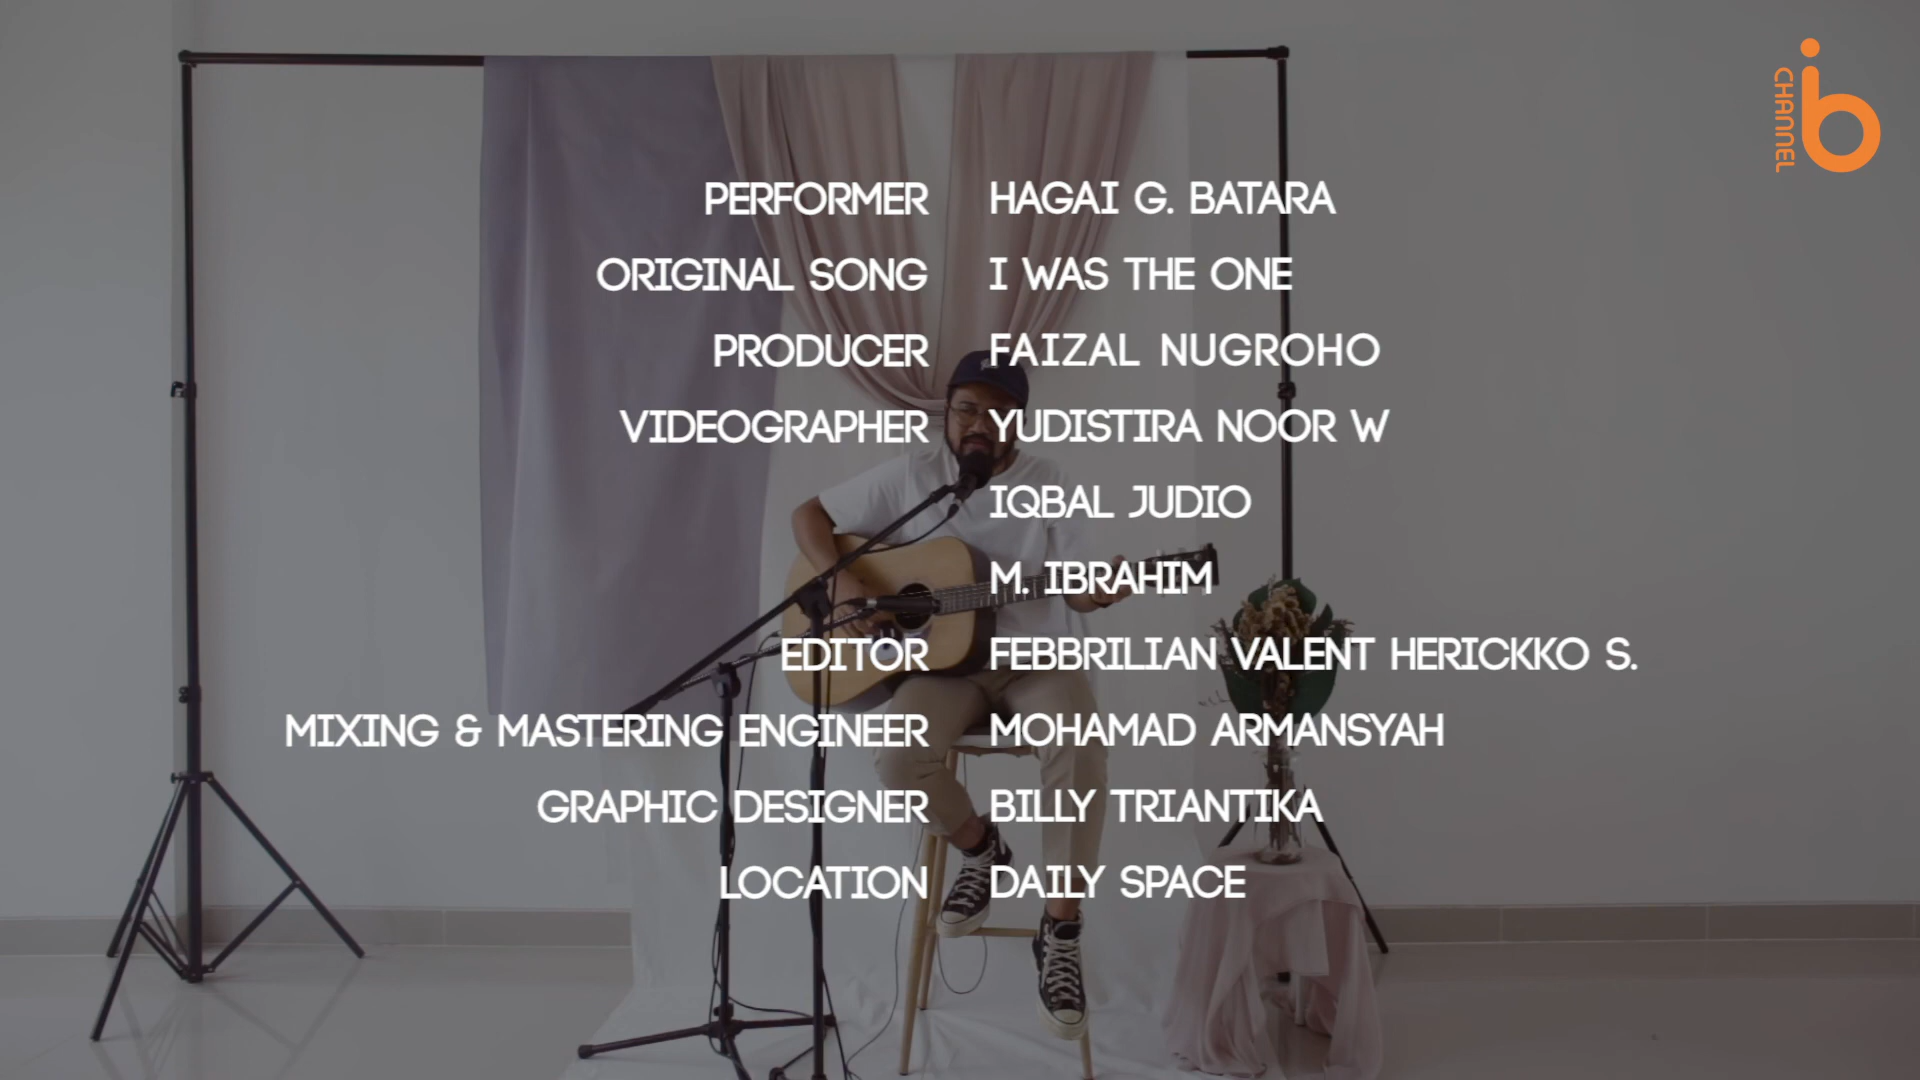 CHANNEL
ib
PERFORMER HAGAI G. BATARA
ORIGINAL SONG I WAS THE ONE
PRODUCER FAIZAL NUGROHO
VIDEOGRAPHER YUDISTIRA NOOR W
IQBAL JUDIO
M. IBRAHIM
EDITOR FEBBRILIAN VALENT HERICKKO S.
MIXING & MASTERING ENGINEER MOHAMAD ARMANSYAH
GRAPHIC DESIGNER BILLY TRIANTIKA
LOCATION DAILY SPACE